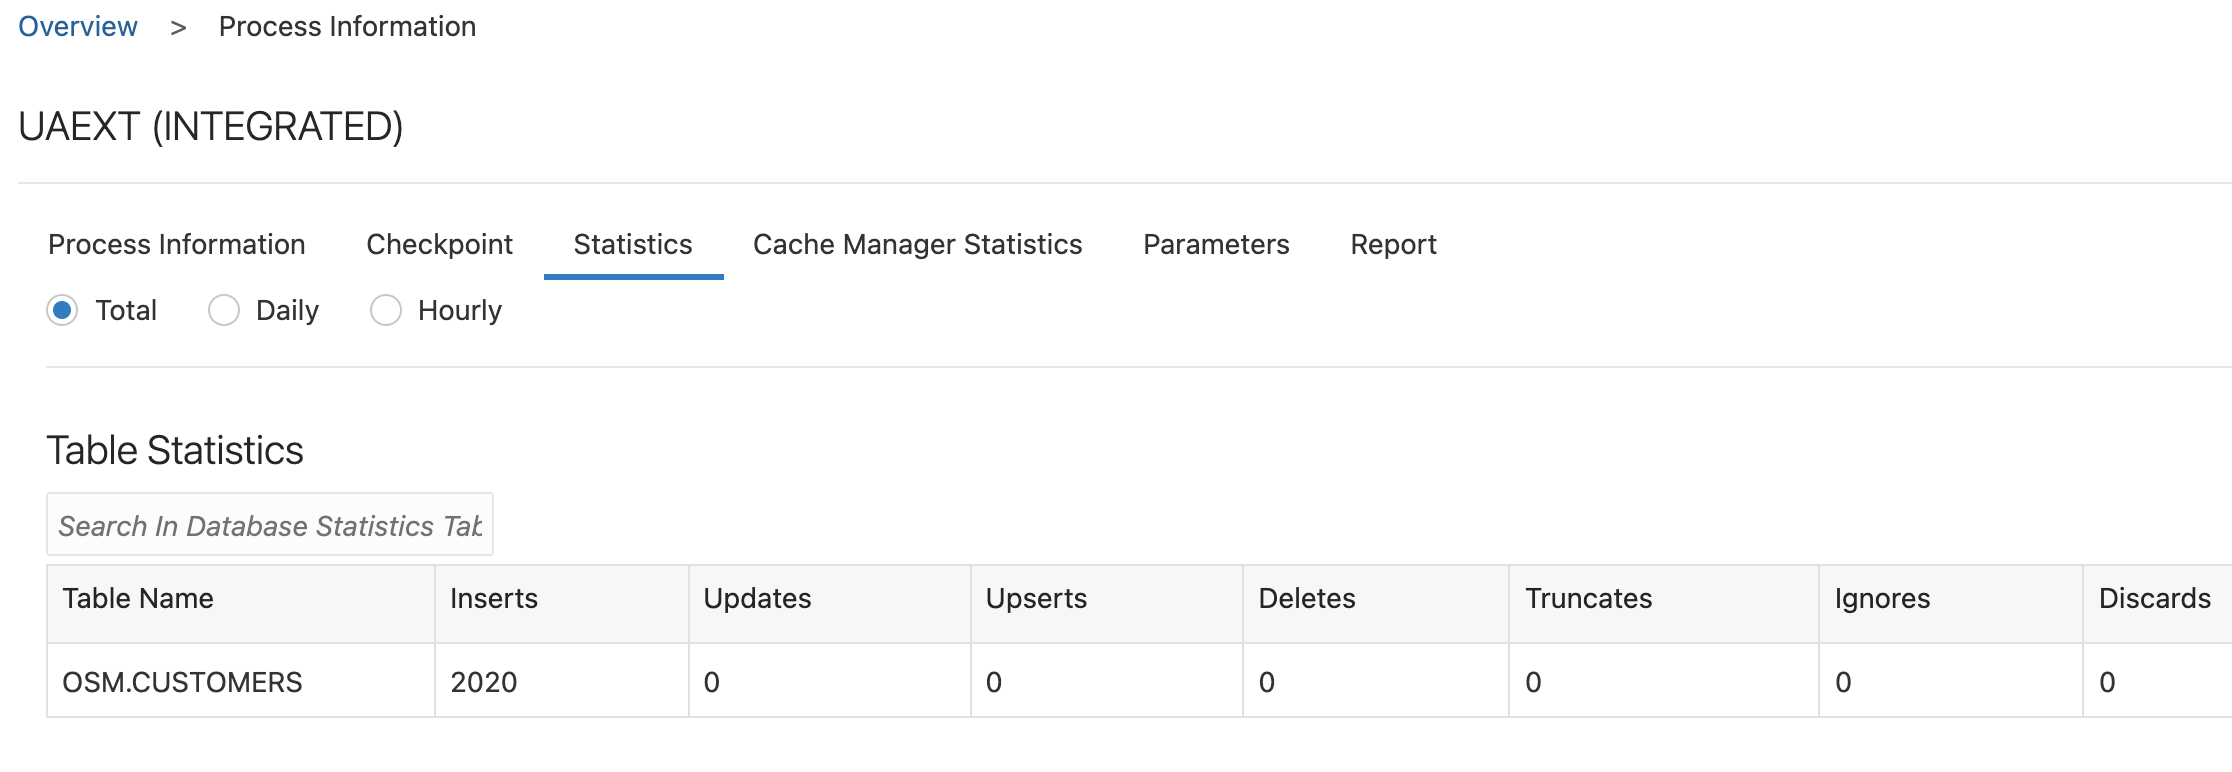 Overview > Process Information
UAEXT (INTEGRATED)
Process Information Checkpoint Statistics Cache Manager Statistics Parameters Report
Total Daily Hourly
Table Statistics
Search In Database Statistics Tab
Table Name Inserts Updates Upserts Deletes Truncates Ignores Discards
OSM.CUSTOMERS 2020 0 0 0 0 0 0